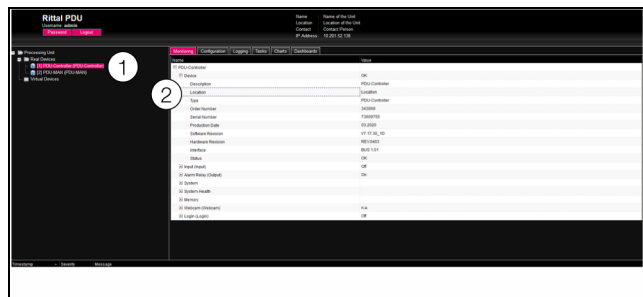 Rittal PDU
Username: admin
Password Logout
Name : Name of the Unit
Location : Location of the Unit
Contact : Contact Person
IP Address : 10.201.52.138
Processing Unit
Real Devices
[1] PDU-Controller (PDU-Controller)
[2] PDU-MAN (PDU-MAN)
Virtual Devices
1
2
Monitoring Configuration Logging Tasks Charts Dashboards
Name Value
PDU-Controller
Device OK
Description PDU-Controller
Location Location
Type PDU-Controller
Order Number
Serial Number
Production Date 03.2020
Software Revision
Hardware Revision
Interface
Status OK
Input (Input) Off
Alarm Relay (Output) On
System
System Health
Memory
Webcam (Webcam) n.A.
Login (Login) Off
Timestamp Severity Message